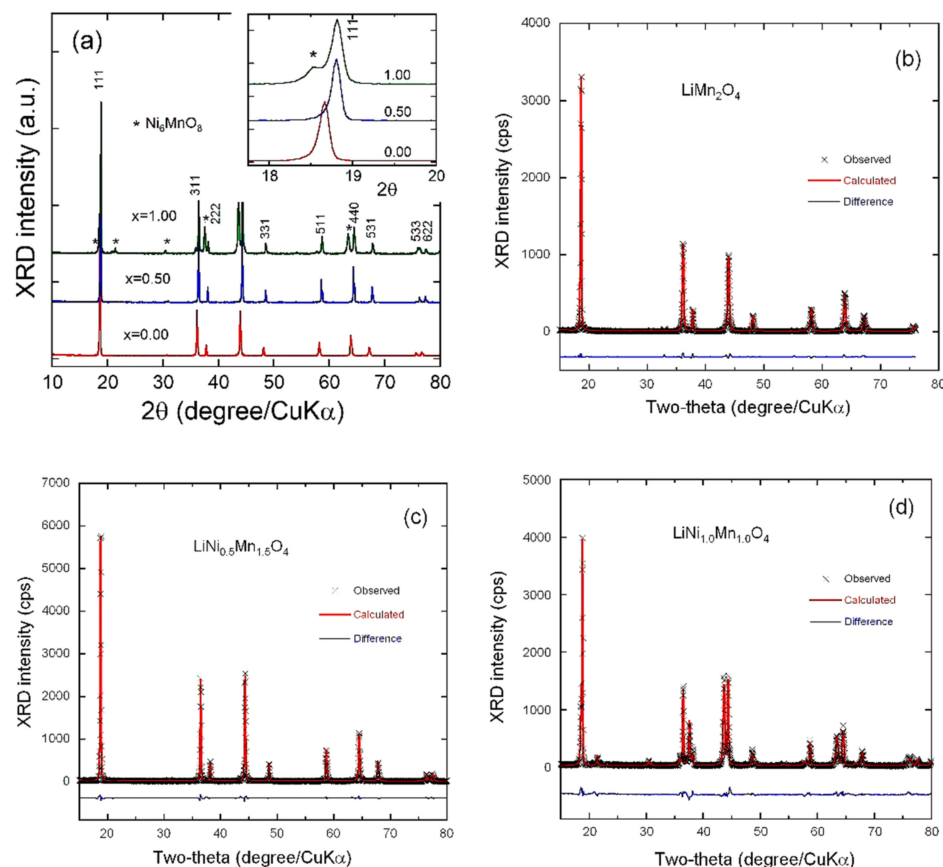 (a)
XRD intensity (a.u.)
111
* Ni₆MnO₈
*
111
1.00
0.50
0.00
18 19 20
2θ
311
* 222
x=1.00
* * *
331
511
* 440
531
533
622
x=0.50
x=0.00
10 20 30 40 50 60 70 80
2θ (degree/CuKα)
(b)
LiMn₂O₄
XRD intensity (cps)
4000
3000
2000
1000
0
× Observed
Calculated
Difference
20 30 40 50 60 70 80
Two-theta (degree/CuKα)
(c)
LiNi₀.₅Mn₁.₅O₄
XRD intensity (cps)
7000
6000
5000
4000
3000
2000
1000
0
× Observed
Calculated
Difference
20 30 40 50 60 70 80
Two-theta (degree/CuKα)
(d)
LiNi₁.₀Mn₁.₀O₄
XRD intensity (cps)
5000
4000
3000
2000
1000
0
× Observed
Calculated
Difference
20 30 40 50 60 70 80
Two-theta (degree/CuKα)